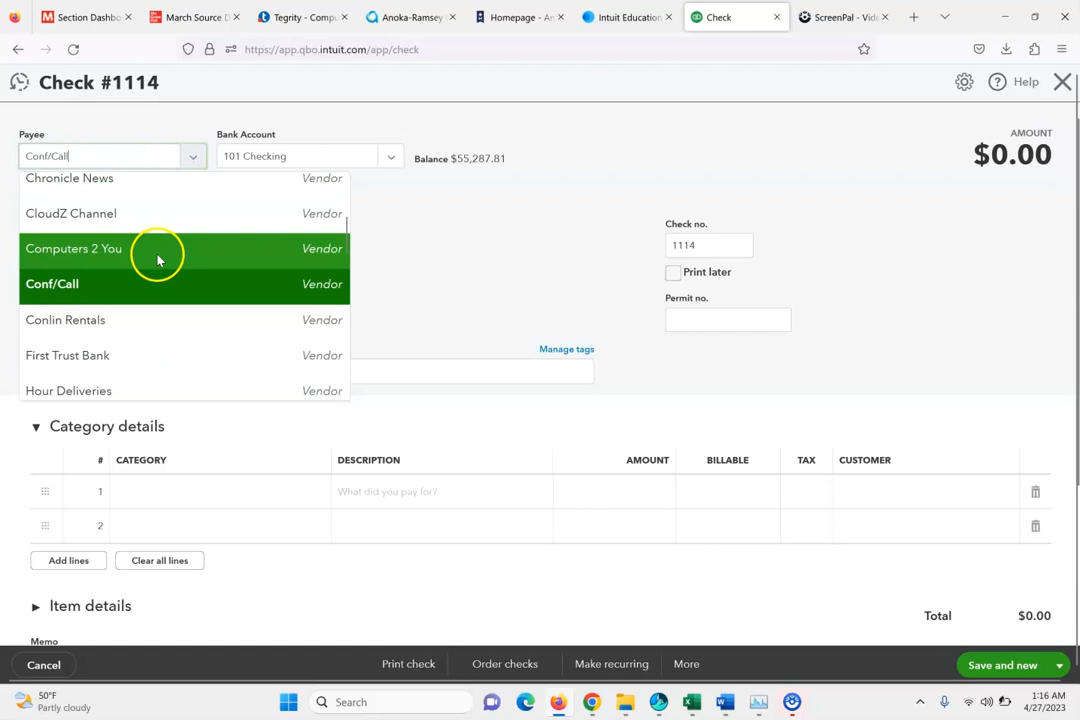 Section Dashbo
March Source D
Tegrity - Compu
Anoka-Ramsey
Homepage - An
Intuit Education
Check
ScreenPal - Vide
https://app.qbo.intuit.com/app/check
Check #1114
Help
Payee
Bank Account
AMOUNT
Conf/Call
101 Checking
Balance $55,287.81
$0.00
Chronicle News Vendor
CloudZ Channel Vendor
Computers 2 You Vendor
Conf/Call Vendor
Conlin Rentals Vendor
First Trust Bank Vendor
Hour Deliveries Vendor
Check no.
1114
Print later
Permit no.
Manage tags
Category details
# CATEGORY DESCRIPTION AMOUNT BILLABLE TAX CUSTOMER
1 What did you pay for?
2
Add lines Clear all lines
Item details
Total $0.00
Memo
Cancel Print check Order checks Make recurring More Save and new
50°F
Partly cloudy
Search
1:16 AM
4/27/2023